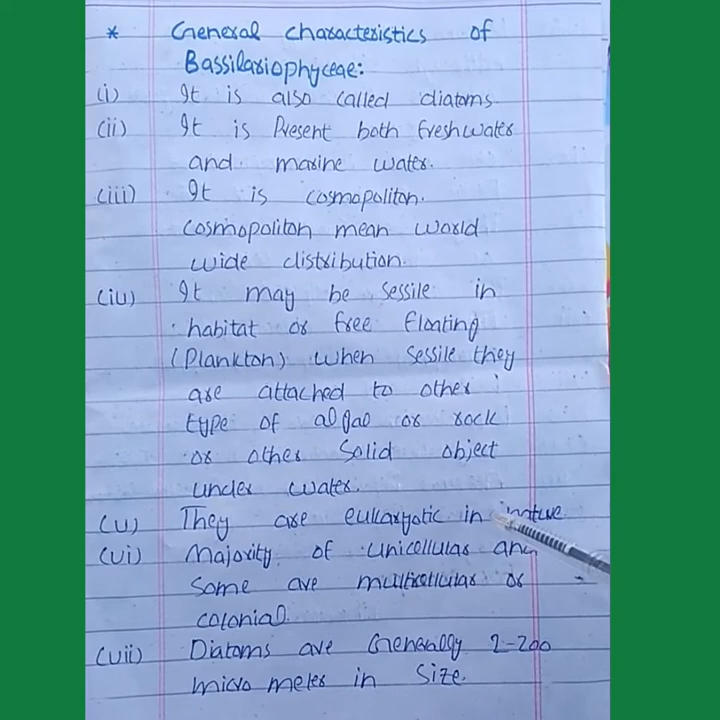 * General characteristics of
Bassilariophyceae:
(i) It is also called diatoms
(ii) It is Present both freshwater
and marine water.
(iii) It is cosmopoliton.
cosmopoliton mean world
wide distribution.
(iv) It may be sessile in
habitat or free floating
(Plankton) when sessile they
are attached to other
type of algae or rock
or other solid object
under water.
(v) They are eukaryotic in nature
(vi) Majority of unicellular and
some are multicellular or
colonial.
(vii) Diatoms are Generally 2-200
micro meter in size.